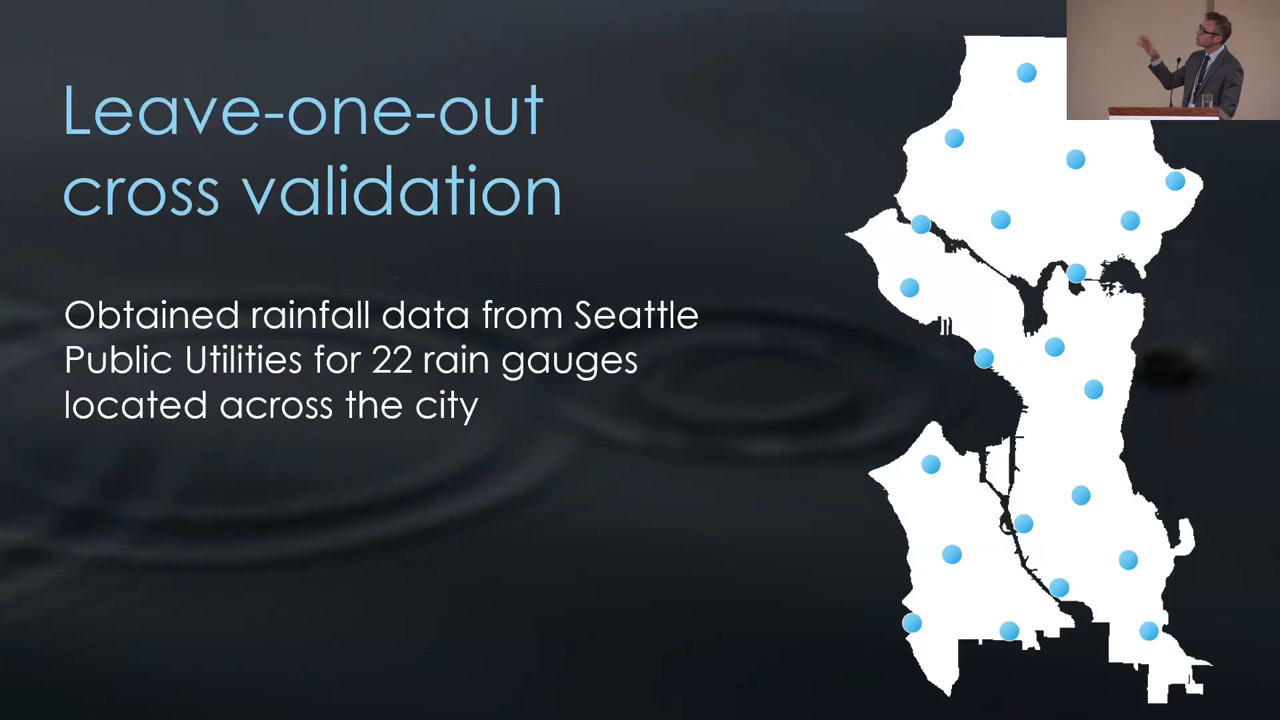 Leave-one-out
cross validation
Obtained rainfall data from Seattle
Public Utilities for 22 rain gauges
located across the city